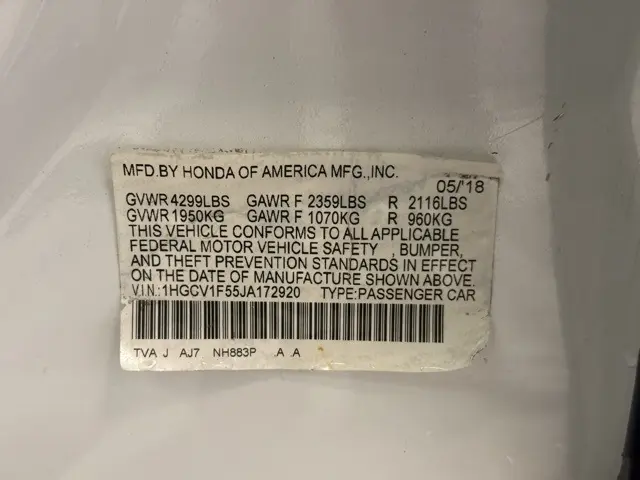 MFD.BY HONDA OF AMERICA MFG.,INC.
05/'18
GVWR 4299LBS GAWR F 2359LBS R 2116LBS
GVWR 1950KG GAWR F 1070KG R 960KG
THIS VEHICLE CONFORMS TO ALL APPLICABLE
FEDERAL MOTOR VEHICLE SAFETY , BUMPER,
AND THEFT PREVENTION STANDARDS IN EFFECT
ON THE DATE OF MANUFACTURE SHOWN ABOVE.
V.I.N.:1HGCV1F55JA172920 TYPE:PASSENGER CAR
TVA J AJ7 NH883P .A .A